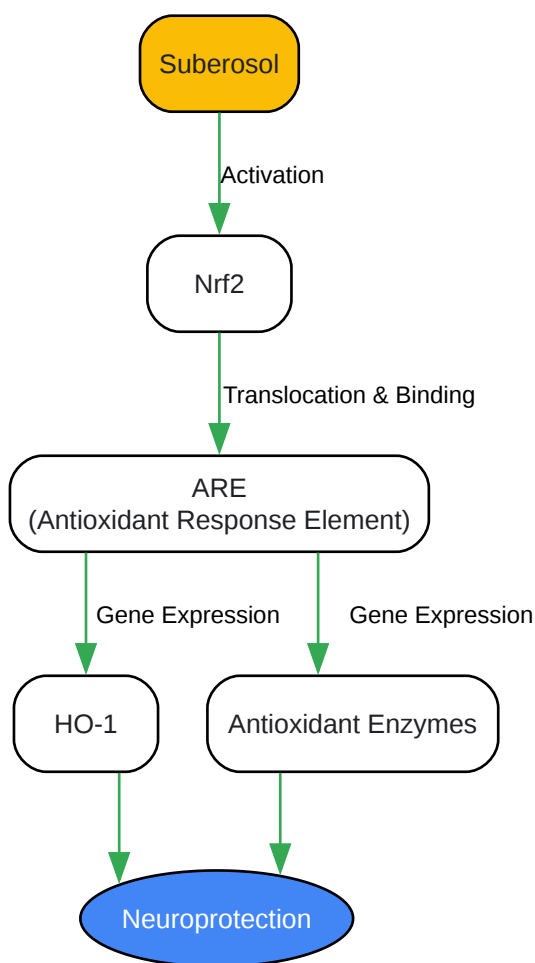 Suberosol
Activation
Nrf2
Translocation & Binding
ARE
(Antioxidant Response Element)
Gene Expression
Gene Expression
HO-1
Antioxidant Enzymes
Neuroprotection